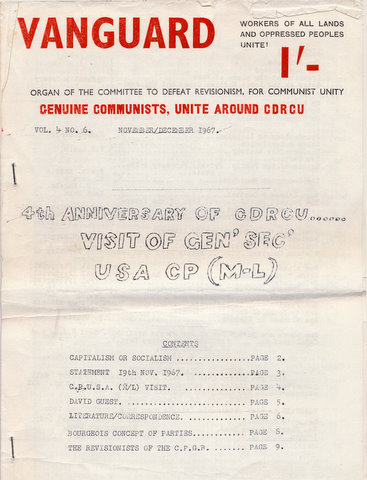 VANGUARD
WORKERS OF ALL LANDS
AND OPPRESSED PEOPLES
UNITE!
1'-
ORGAN OF THE COMMITTEE TO DEFEAT REVISIONISM, FOR COMMUNIST UNITY
GENUINE COMMUNISTS, UNITE AROUND CDRCU
VOL. 4 NO. 6. NOVEMBER/DECEMBER 1967.
4th ANNIVERSARY OF CDRCU......
VISIT OF GEN' SEC'
USA CP (M-L)
CONTENTS
CAPITALISM OR SOCIALISM ................PAGE 2.
STATEMENT 19th NOV. 1967. ..............PAGE 3.
C.P.U.S.A. (M/L) VISIT. ................PAGE 4.
DAVID GUEST. ...........................PAGE 5.
LITERATURE/CORRESPONDENCE. .............PAGE 6.
BOURGEOIS CONCEPT OF PARTIES............PAGE 8.
THE REVISIONISTS OF THE C.P.G.B. ....... PAGE 9.